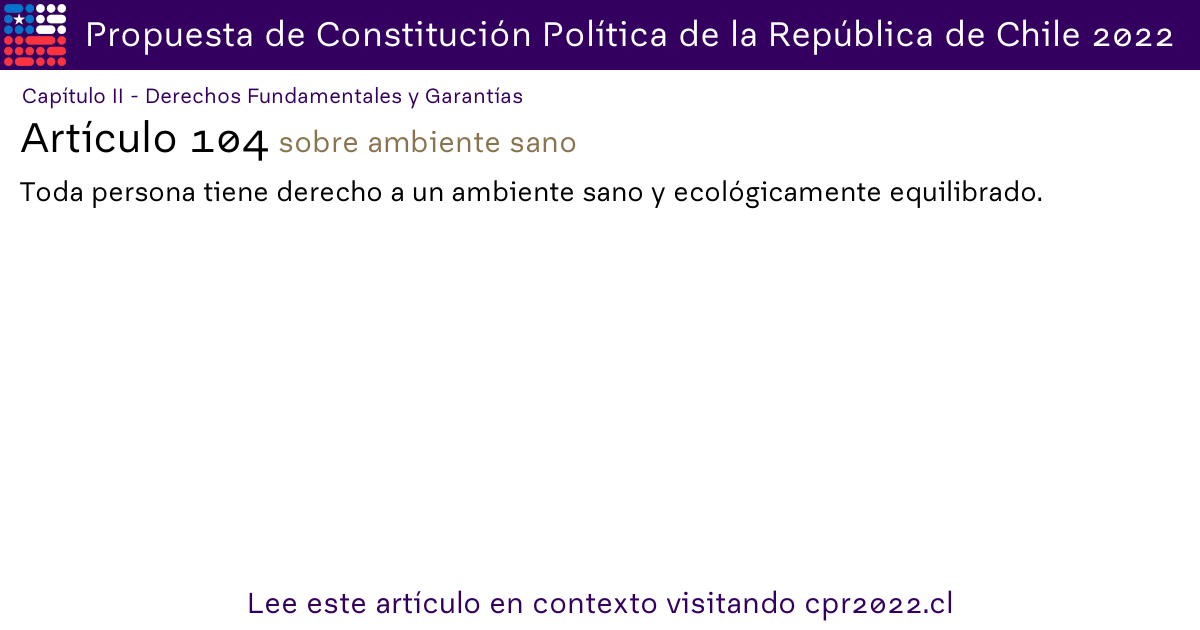 Propuesta de Constitución Política de la República de Chile 2022
Capítulo II - Derechos Fundamentales y Garantías
Artículo 104 sobre ambiente sano
Toda persona tiene derecho a un ambiente sano y ecológicamente equilibrado.
Lee este artículo en contexto visitando cpr2022.cl